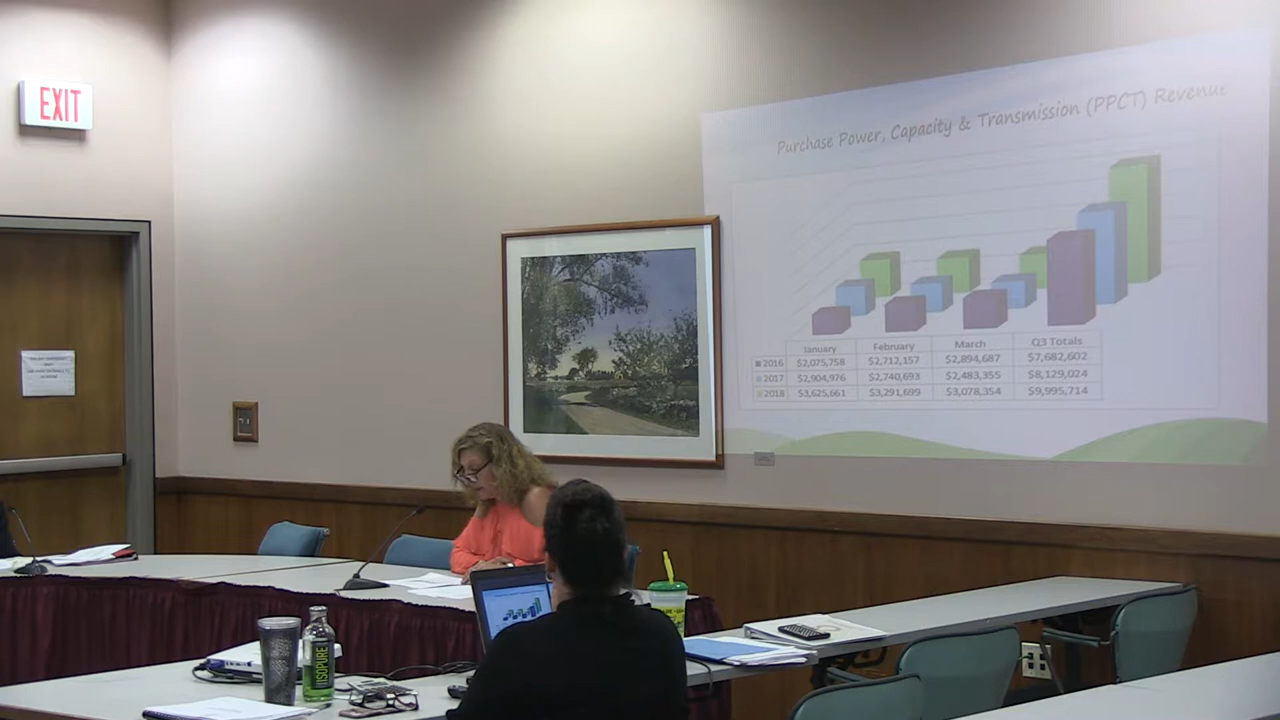 EXIT
Purchase Power, Capacity & Transmission (PPCT) Revenue
January February March Q3 Totals
2016 $2,075,758 $2,712,157 $2,894,687 $7,682,602
2017 $2,904,976 $2,740,693 $2,483,355 $8,129,024
2018 $3,625,661 $3,291,699 $3,078,354 $9,995,714
ISOPURE